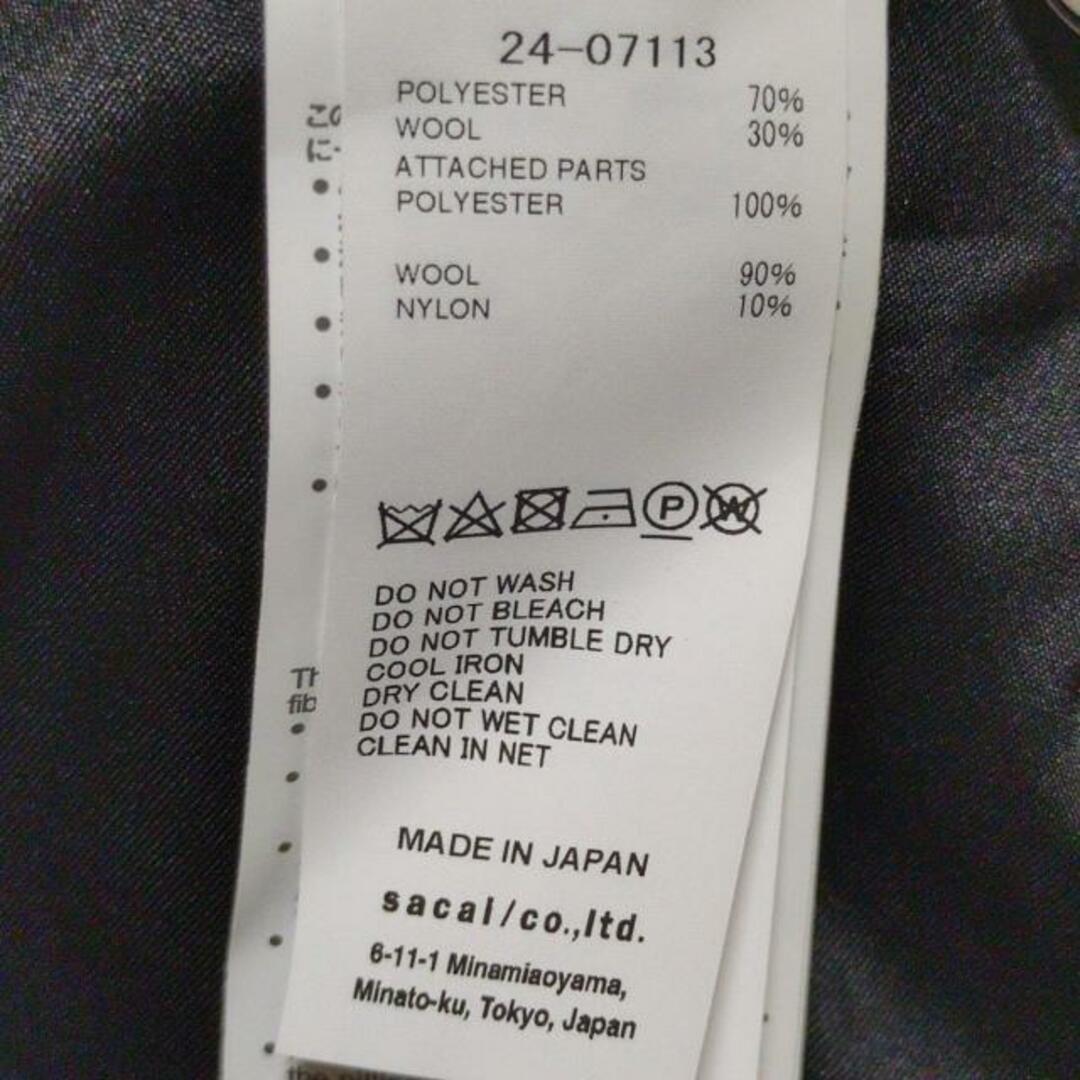 24-07113
POLYESTER 70%
WOOL 30%
ATTACHED PARTS
POLYESTER 100%
WOOL 90%
NYLON 10%
P W
DO NOT WASH
DO NOT BLEACH
DO NOT TUMBLE DRY
COOL IRON
DRY CLEAN
DO NOT WET CLEAN
CLEAN IN NET
MADE IN JAPAN
sacai/co.,ltd.
6-11-1 Minamiaoyama,
Minato-ku, Tokyo, Japan